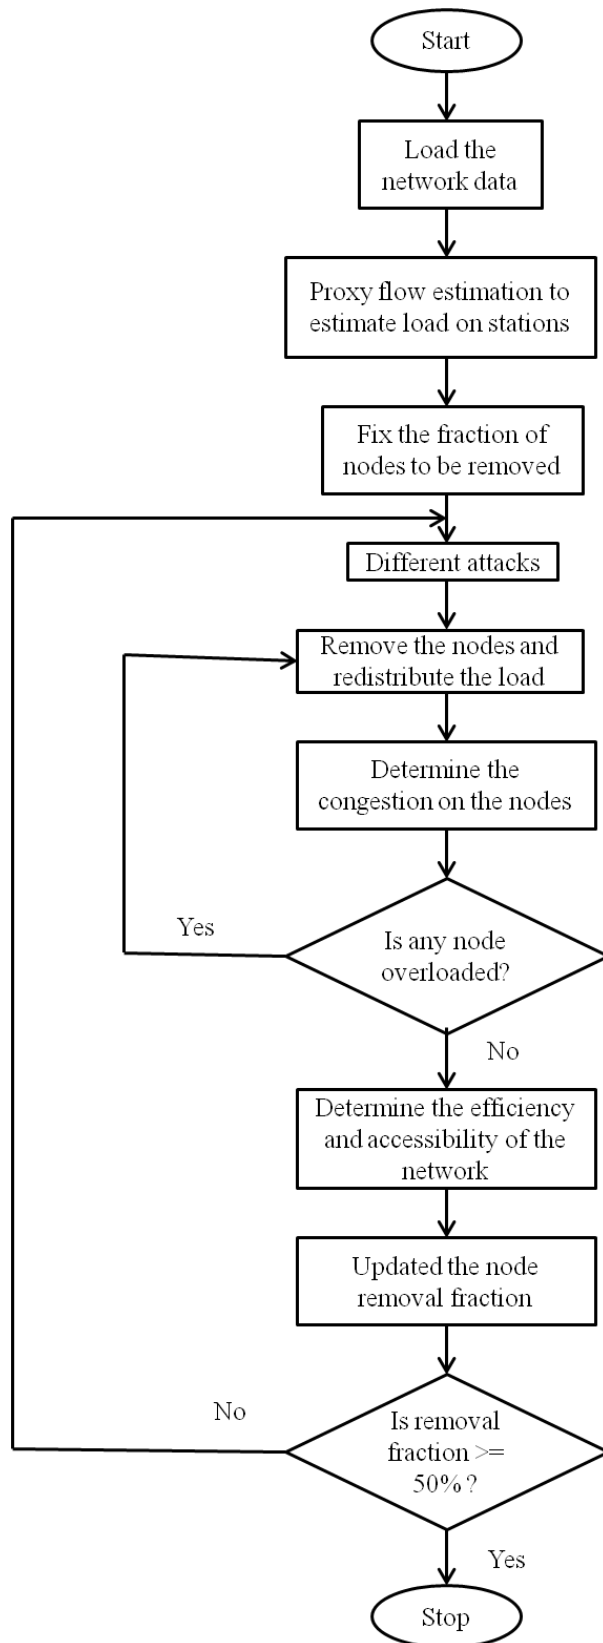 Start
Load the
network data
Proxy flow estimation to
estimate load on stations
Fix the fraction of
nodes to be removed
Different attacks
Remove the nodes and
redistribute the load
Determine the
congestion on the nodes
Yes
Is any node
overloaded?
No
Determine the efficiency
and accessibility of the
network
Updated the node
removal fraction
No
Is removal
fraction >=
50% ?
Yes
Stop